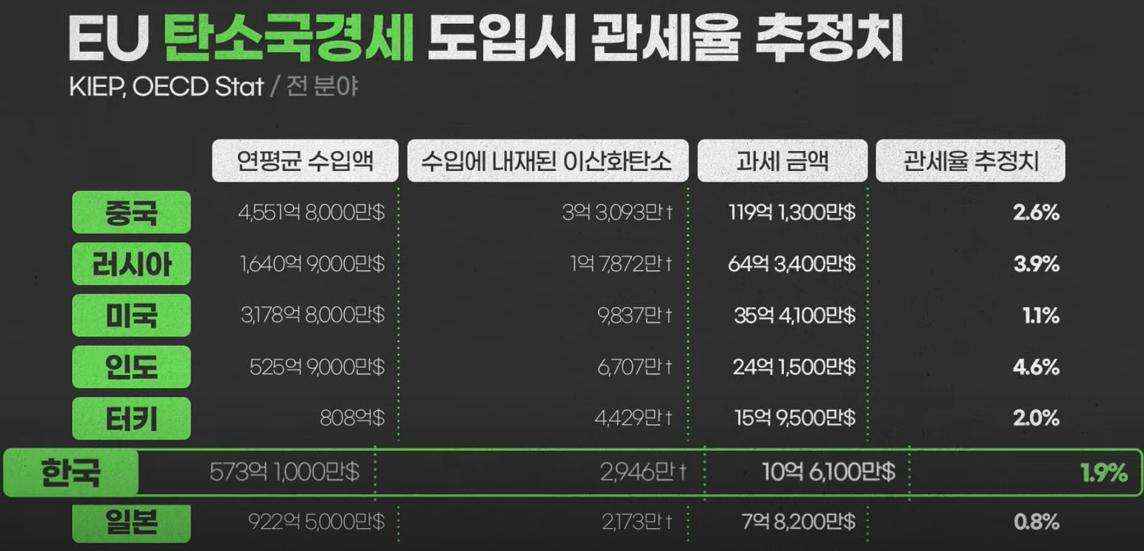 EU 탄소국경세 도입시 관세율 추정치
KIEP, OECD Stat / 전 분야
연평균 수입액 수입에 내재된 이산화탄소 과세 금액 관세율 추정치
중국 4,551억 8,000만$ 3억 3,093만† 119억 1,300만$ 2.6%
러시아 1,640억 9,000만$ 1억 7,872만† 64억 3,400만$ 3.9%
미국 3,178억 8,000만$ 9,837만† 35억 4,100만$ 1.1%
인도 525억 9,000만$ 6,707만† 24억 1,500만$ 4.6%
터키 808억$ 4,429만† 15억 9,500만$ 2.0%
한국 573억 1,000만$ 2,946만† 10억 6,100만$ 1.9%
일본 922억 5,000만$ 2,173만† 7억 8,200만$ 0.8%